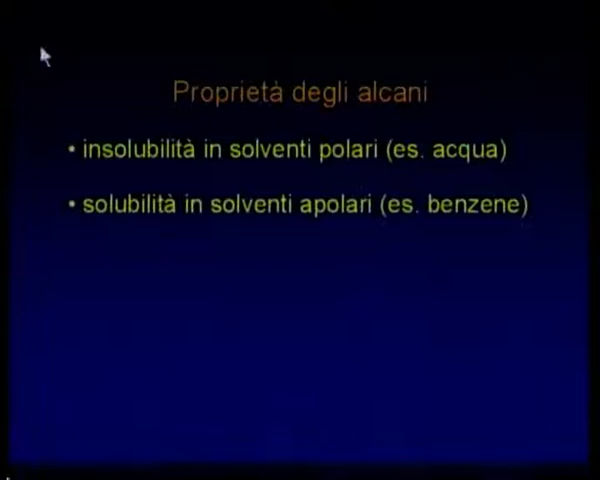 Proprietà degli alcani
• insolubilità in solventi polari (es. acqua)
• solubilità in solventi apolari (es. benzene)